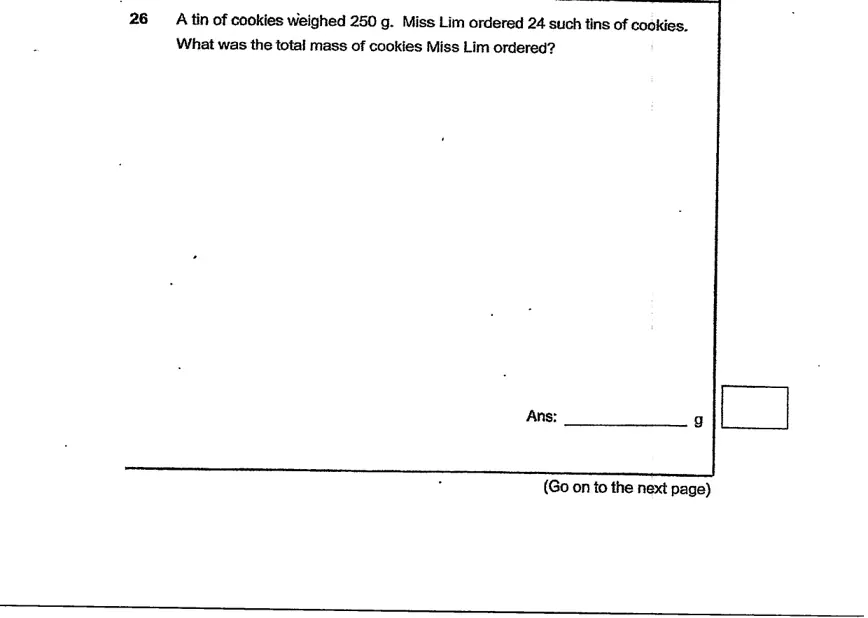 26 A tin of cookies weighed 250 g. Miss Lim ordered 24 such tins of cookies.
What was the total mass of cookies Miss Lim ordered?
Ans: ____________ g
(Go on to the next page)